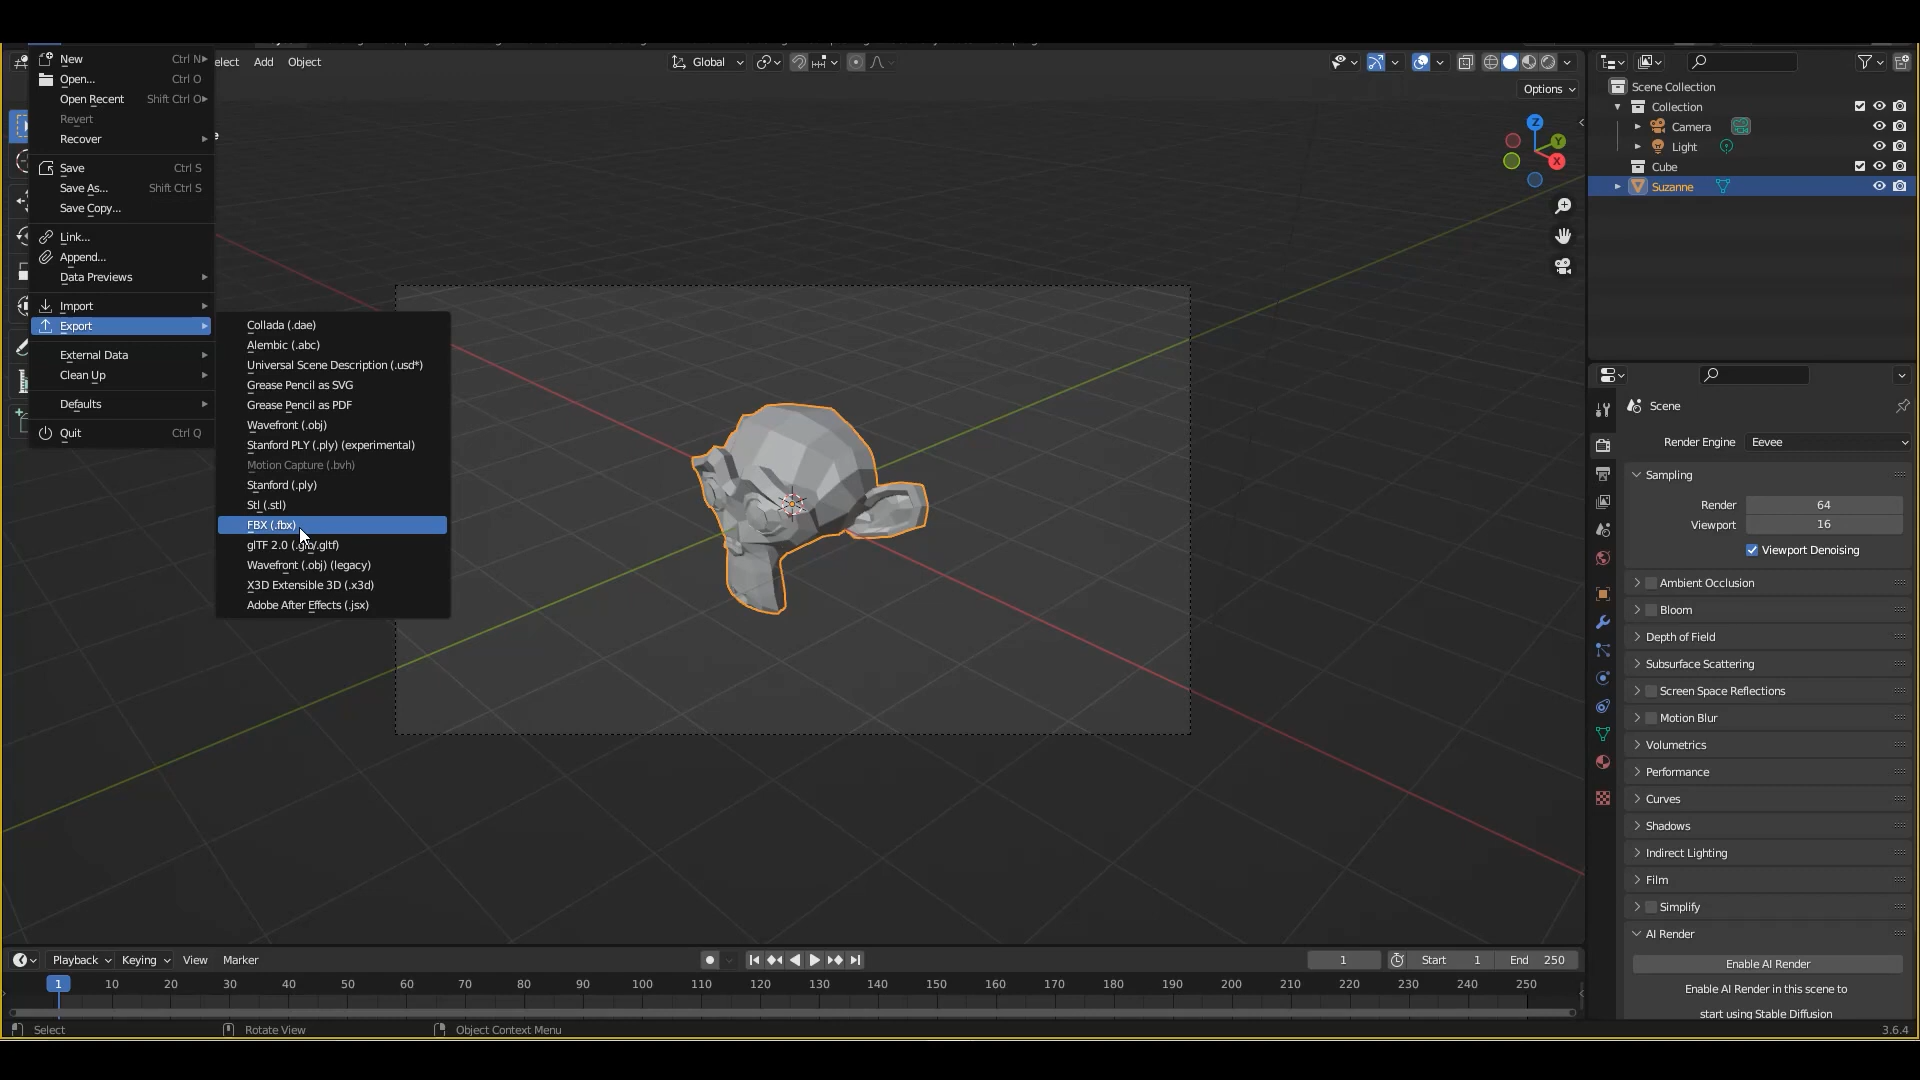 New Ctrl N
Open... Ctrl O
Open Recent Shift Ctrl O
Revert
Recover
Save Ctrl S
Save As... Shift Ctrl S
Save Copy...
Link...
Append...
Data Previews
Import
Export
External Data
Clean Up
Defaults
Quit Ctrl Q
Collada (.dae)
Alembic (.abc)
Universal Scene Description (.usd*)
Grease Pencil as SVG
Grease Pencil as PDF
Wavefront (.obj)
Stanford PLY (.ply) (experimental)
Motion Capture (.bvh)
Stanford (.ply)
Stl (.stl)
FBX (.fbx)
glTF 2.0 (.glb/.gltf)
Wavefront (.obj) (legacy)
X3D Extensible 3D (.x3d)
Adobe After Effects (.jsx)
elect Add Object
Global
Options
Z
Y
X
Scene Collection
Collection
Camera
Light
Cube
Suzanne
Scene
Render Engine Eevee
Sampling
Render 64
Viewport 16
Viewport Denoising
Ambient Occlusion
Bloom
Depth of Field
Subsurface Scattering
Screen Space Reflections
Motion Blur
Volumetrics
Performance
Curves
Shadows
Indirect Lighting
Film
Simplify
AI Render
Enable AI Render
Enable AI Render in this scene to
start using Stable Diffusion
Playback Keying View Marker
1 Start 1 End 250
1 10 20 30 40 50 60 70 80 90 100 110 120 130 140 150 160 170 180 190 200 210 220 230 240 250
Select Rotate View Object Context Menu
3.6.4